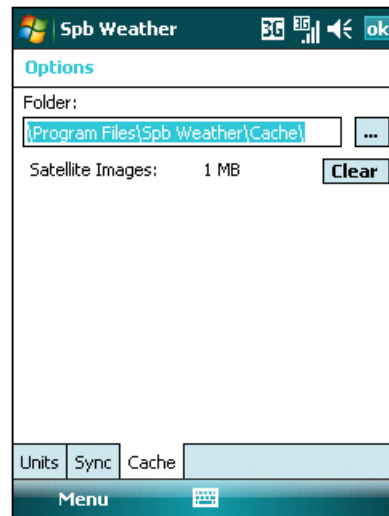 Spb Weather 3G 3G ok
Options
Folder:
\Program Files\Spb Weather\Cache\ ...
Satellite Images: 1 MB Clear
Units Sync Cache
Menu